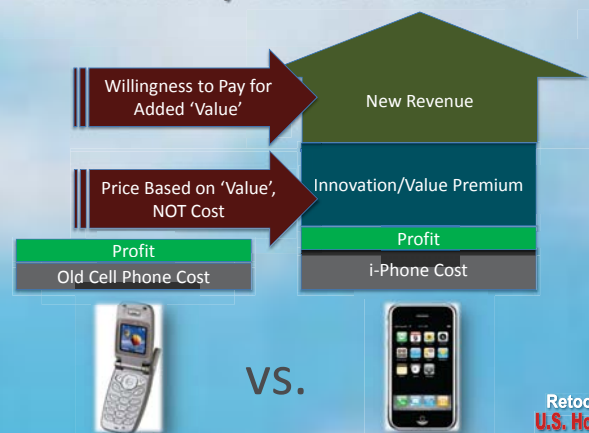 Willingness to Pay for
Added ‘Value’
New Revenue
Price Based on ‘Value’,
NOT Cost
Innovation/Value Premium
Profit
Old Cell Phone Cost
Profit
i-Phone Cost
vs.
U.S.